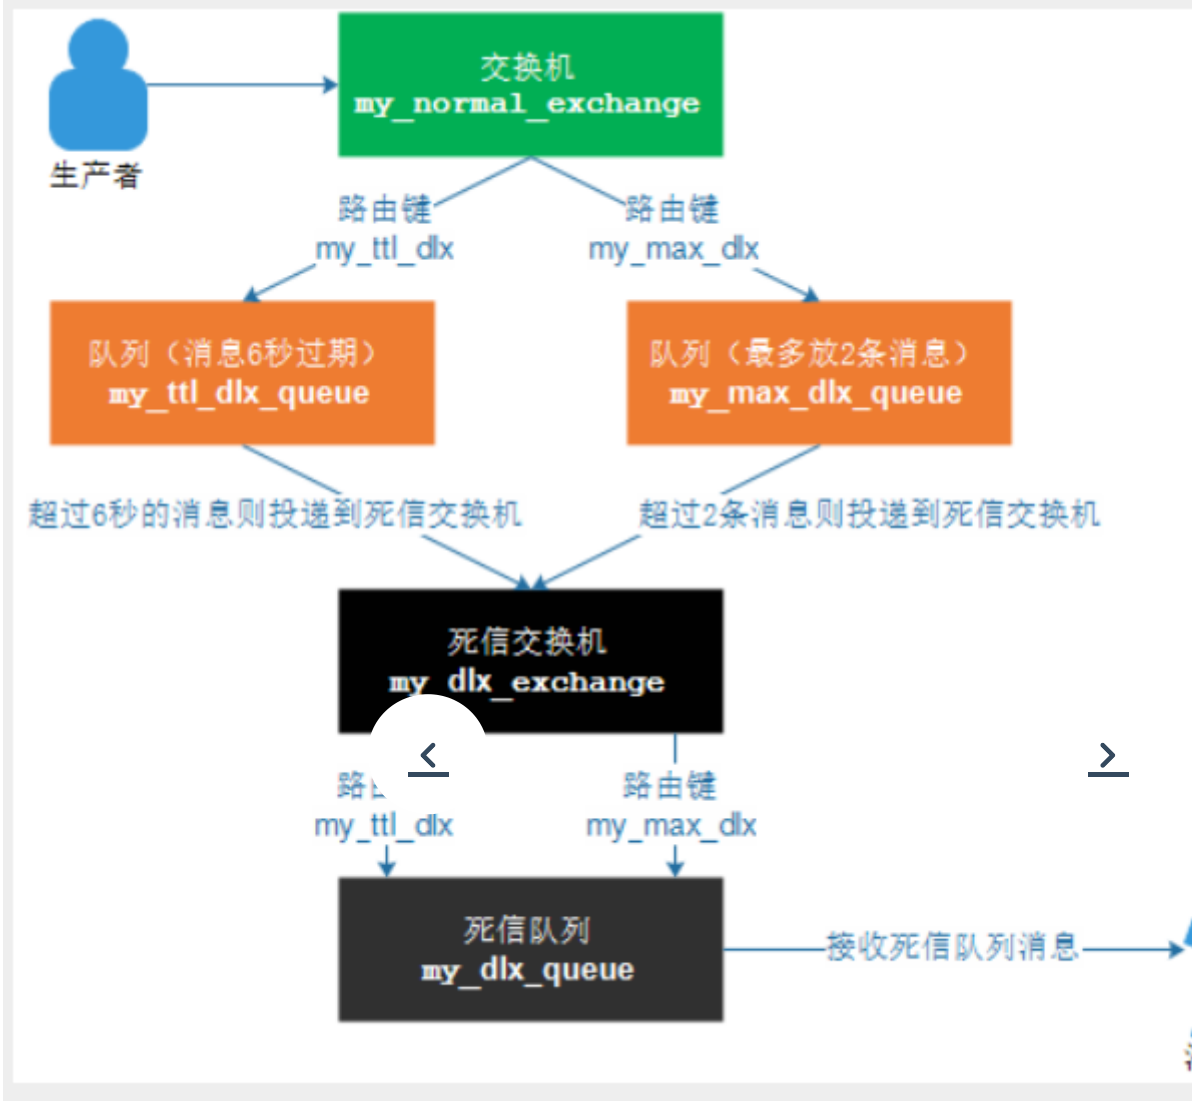 交换机
my_normal_exchange
生产者
路由键
my_ttl_dlx
路由键
my_max_dlx
队列（消息6秒过期）
my_ttl_dlx_queue
队列（最多放2条消息）
my_max_dlx_queue
超过6秒的消息则投递到死信交换机
超过2条消息则投递到死信交换机
死信交换机
my_dlx_exchange
路
my_ttl_dlx
路由键
my_max_dlx
死信队列
my_dlx_queue
接收死信队列消息